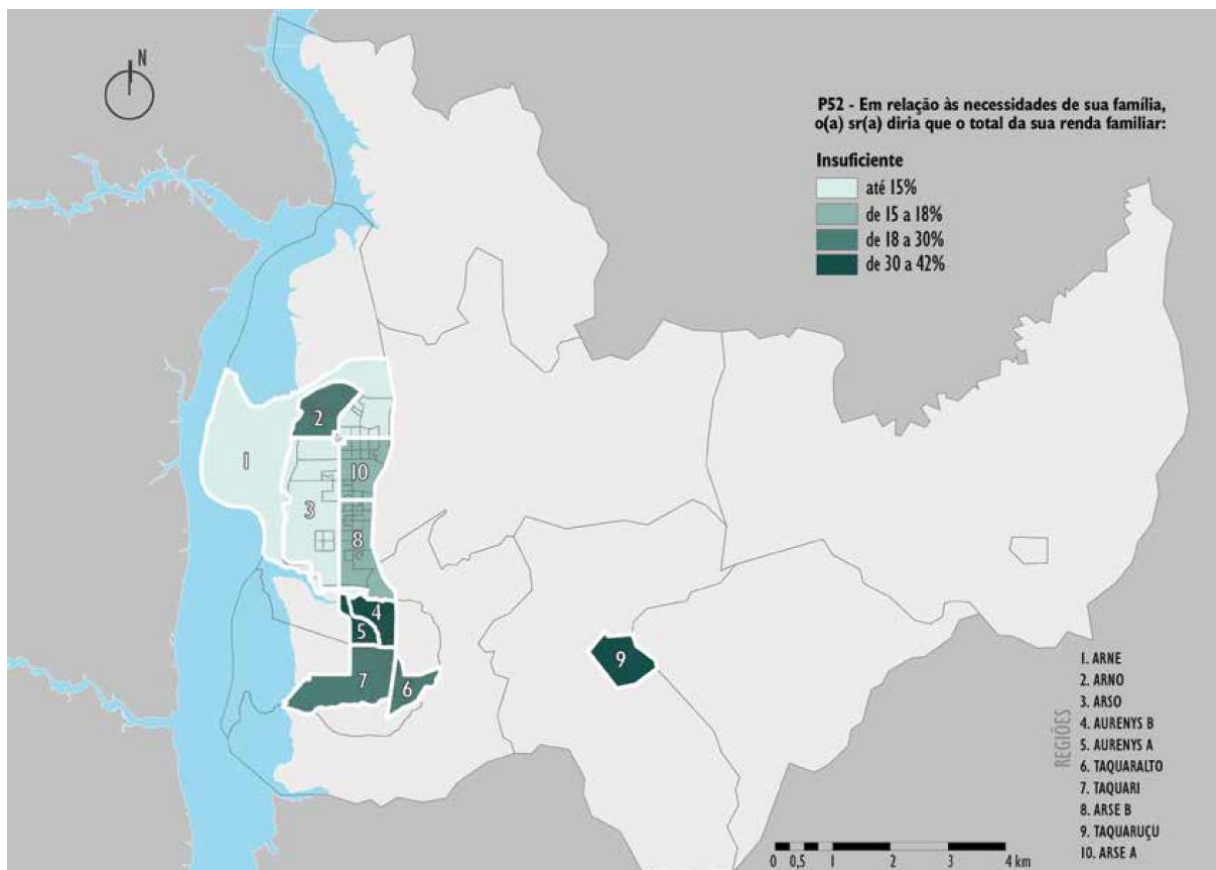 N
P52 - Em relação às necessidades de sua família,
o(a) sr(a) diria que o total da sua renda familiar:
Insuficiente
até 15%
de 15 a 18%
de 18 a 30%
de 30 a 42%
1
2
3
10
8
4
5
7
6
9
REGIÕES
1. ARNE
2. ARNO
3. ARSO
4. AURENYS B
5. AURENYS A
6. TAQUARALTO
7. TAQUARI
8. ARSE B
9. TAQUARUÇU
10. ARSE A
0 0,5 1 2 3 4 km